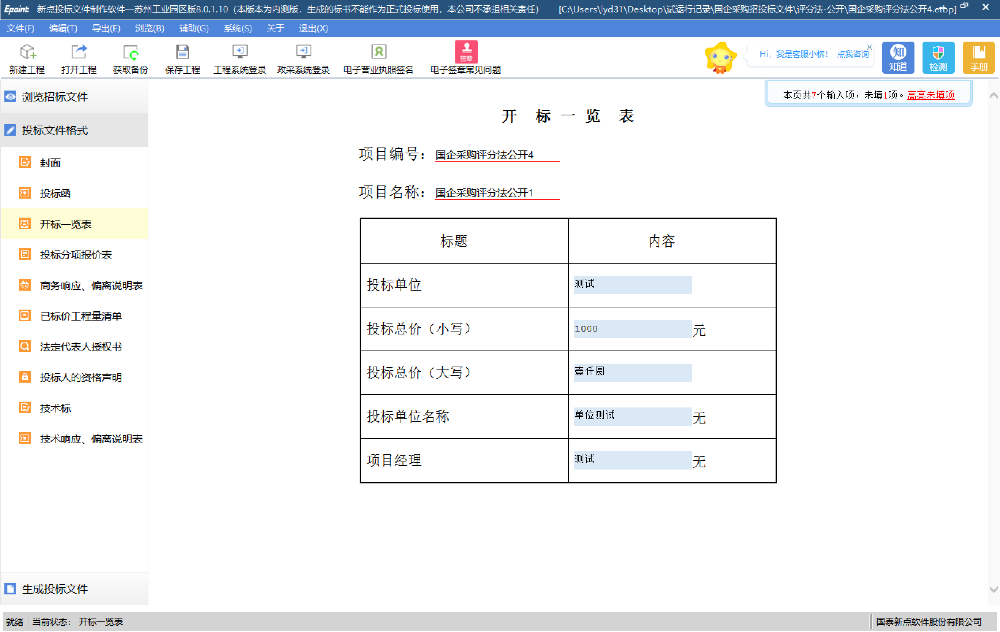 Epoint 新点投标文件制作软件—苏州工业园区版8.0.1.10（本版本为内测版，生成的标书不能作为正式投标使用，本公司不承担相关责任） [C:\Users\lyd31\Desktop\试运行记录\国企采购招投标文件\评分法-公开\国企采购评分法公开4.etbp]
文件(F) 编辑(T) 导出(E) 浏览(B) 辅助(G) 系统(S) 关于 退出(X)
签章
Hi，我是客服小桥！ 点我咨询
知
新建工程 打开工程 获取备份 保存工程 工程系统登录 政采系统登录 电子营业执照签名 电子签章常见问题
知道 检测 手册
浏览招标文件
投标文件格式
封面
投标函
开标一览表
投标分项报价表
商务响应、偏离说明表
已标价工程量清单
法定代表人授权书
投标人的资格声明
技术标
技术响应、偏离说明表
生成投标文件
本页共7个输入项，未填1项。高亮未填项
开 标 一 览 表
项目编号： 国企采购评分法公开4
项目名称： 国企采购评分法公开1
标题 内容
投标单位 测试
投标总价（小写） 1000 元
投标总价（大写） 壹仟圆
投标单位名称 单位测试 无
项目经理 测试 无
就绪 当前状态： 开标一览表 国泰新点软件股份有限公司